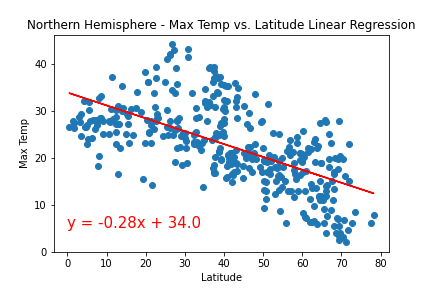 Northern Hemisphere - Max Temp vs. Latitude Linear Regression
Max Temp
40
30
20
10
0
y = -0.28x + 34.0
0 10 20 30 40 50 60 70 80
Latitude